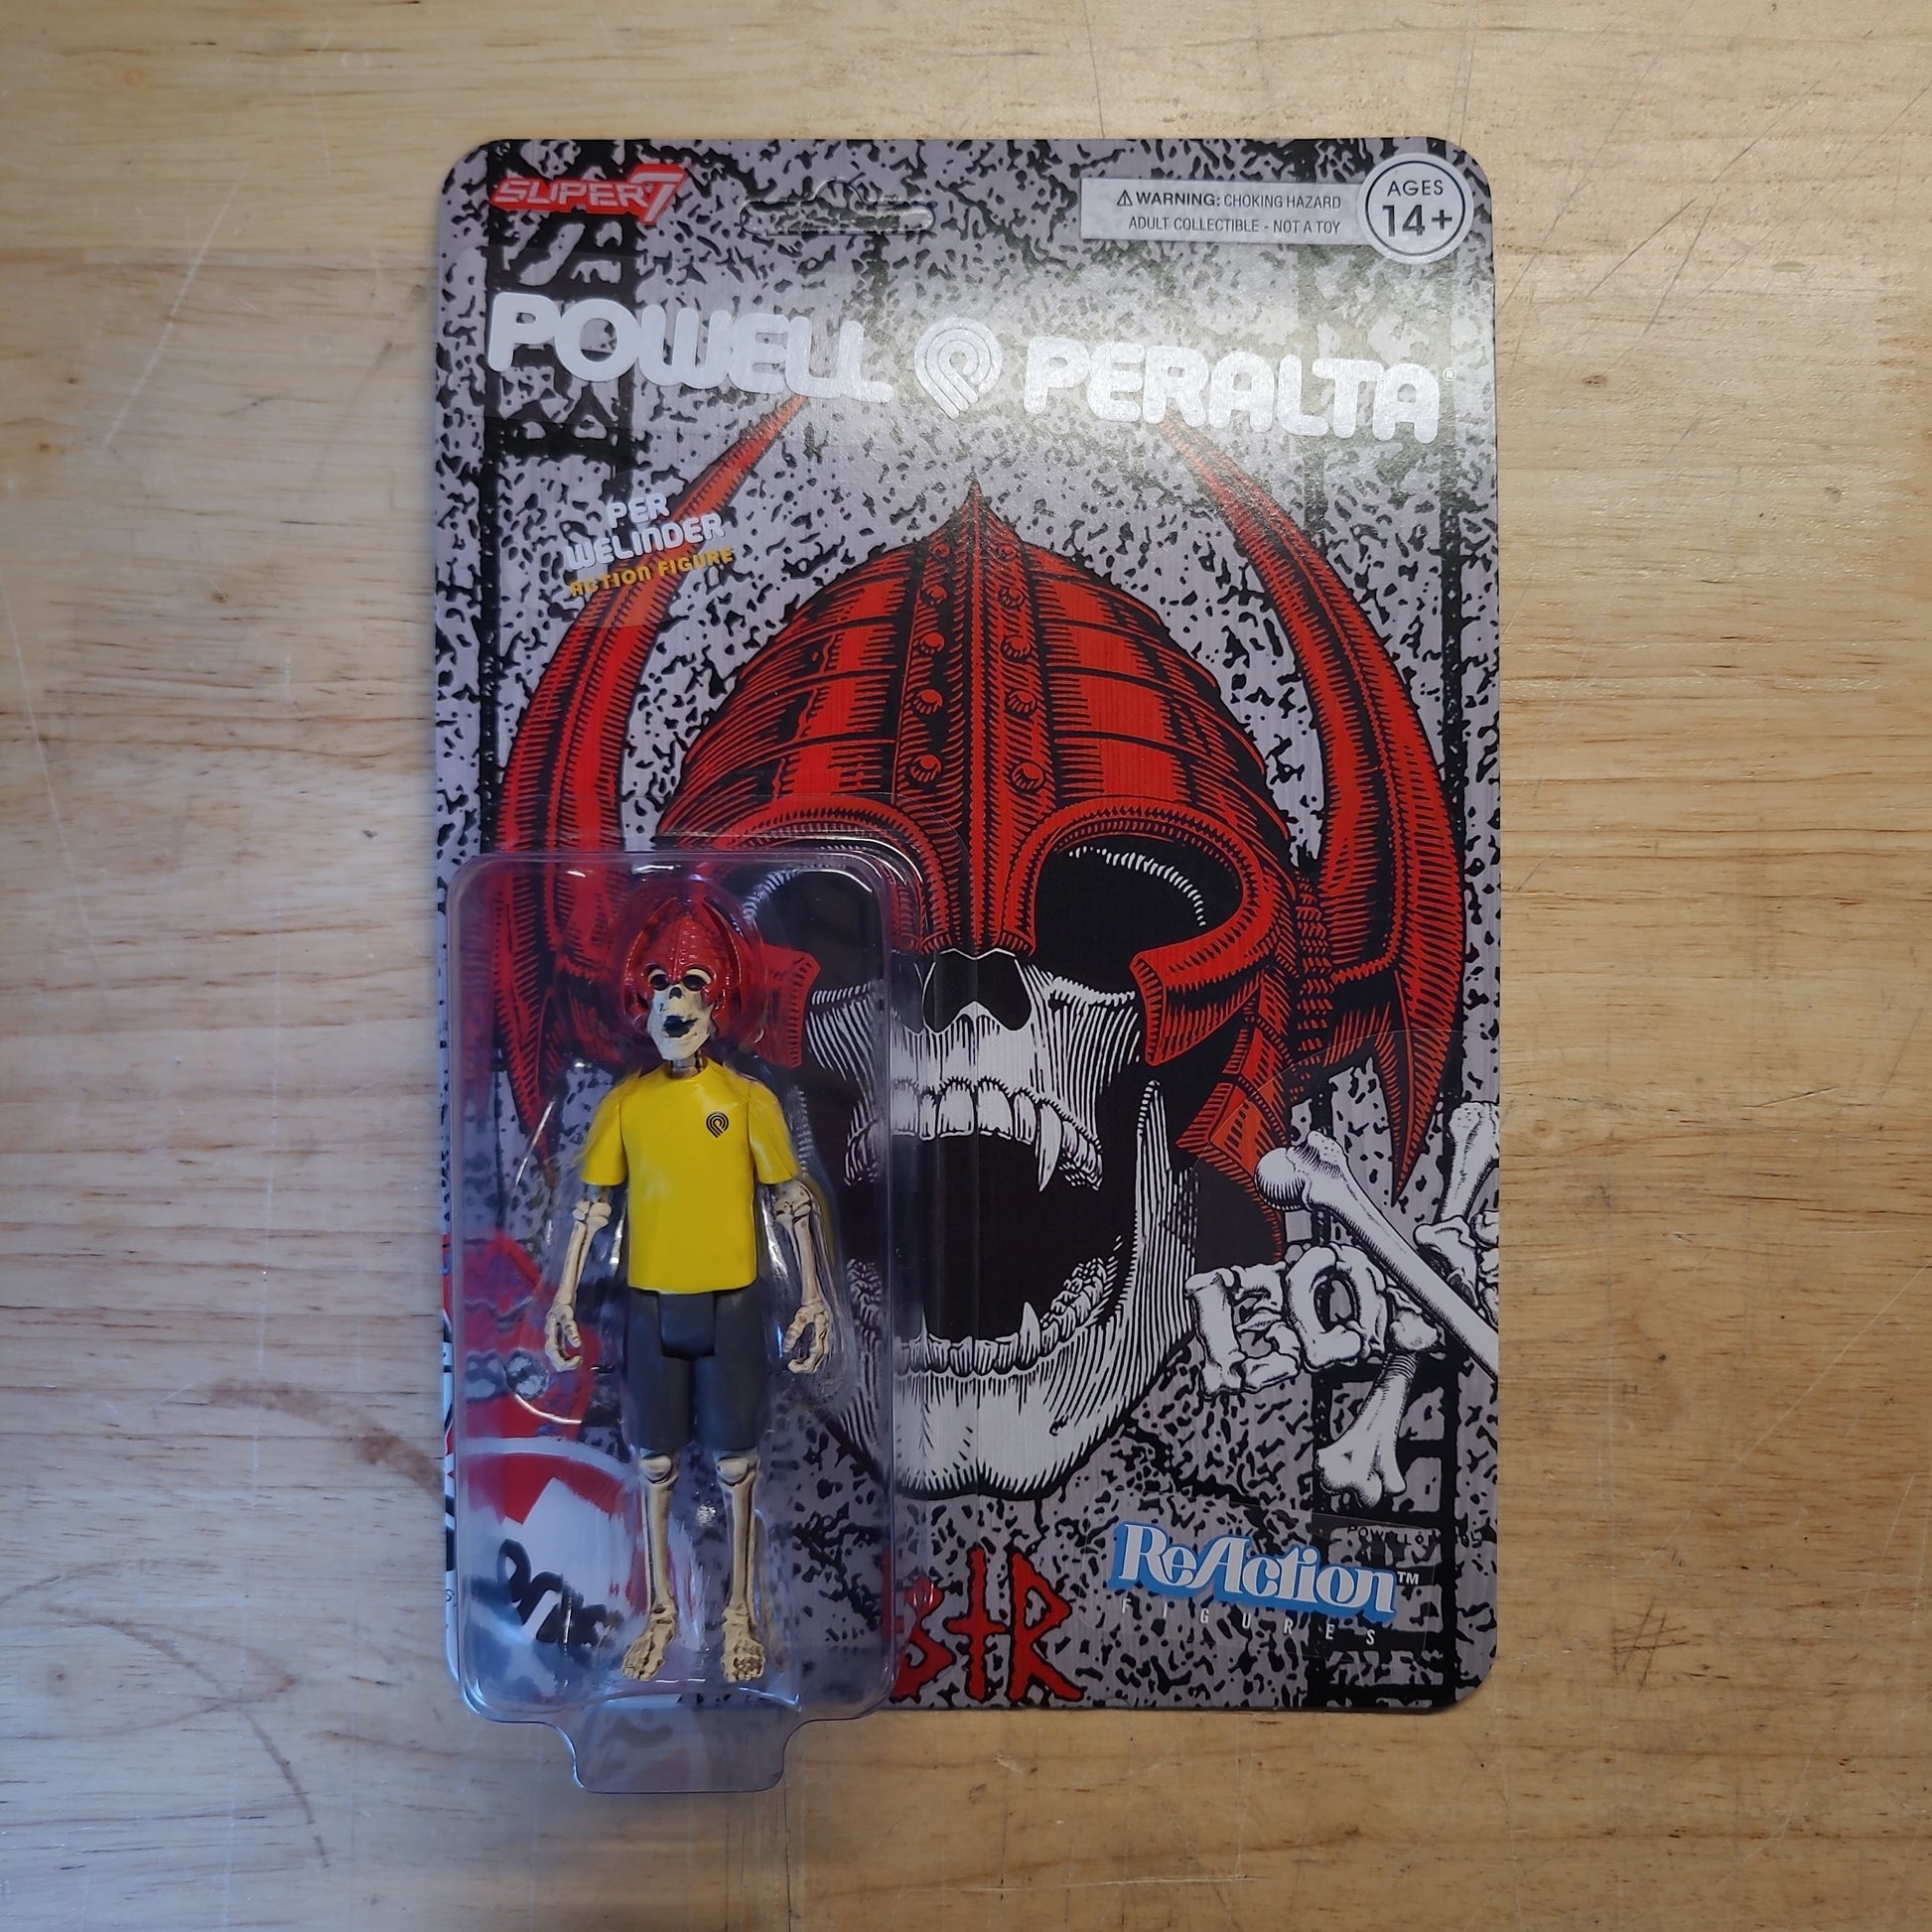 SUPER7
⚠ WARNING: CHOKING HAZARD
ADULT COLLECTIBLE - NOT A TOY
AGES
14+
POWELL PERALTA®
PER
WELINDER
ACTION FIGURE
ReAction™
FIGURES